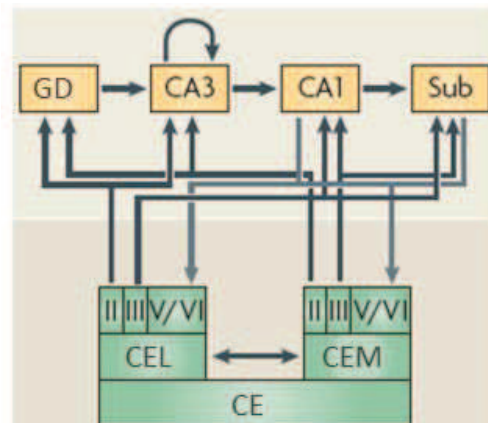 GD CA3 CA1 Sub
II III V/VI II III V/VI
CEL CEM
CE